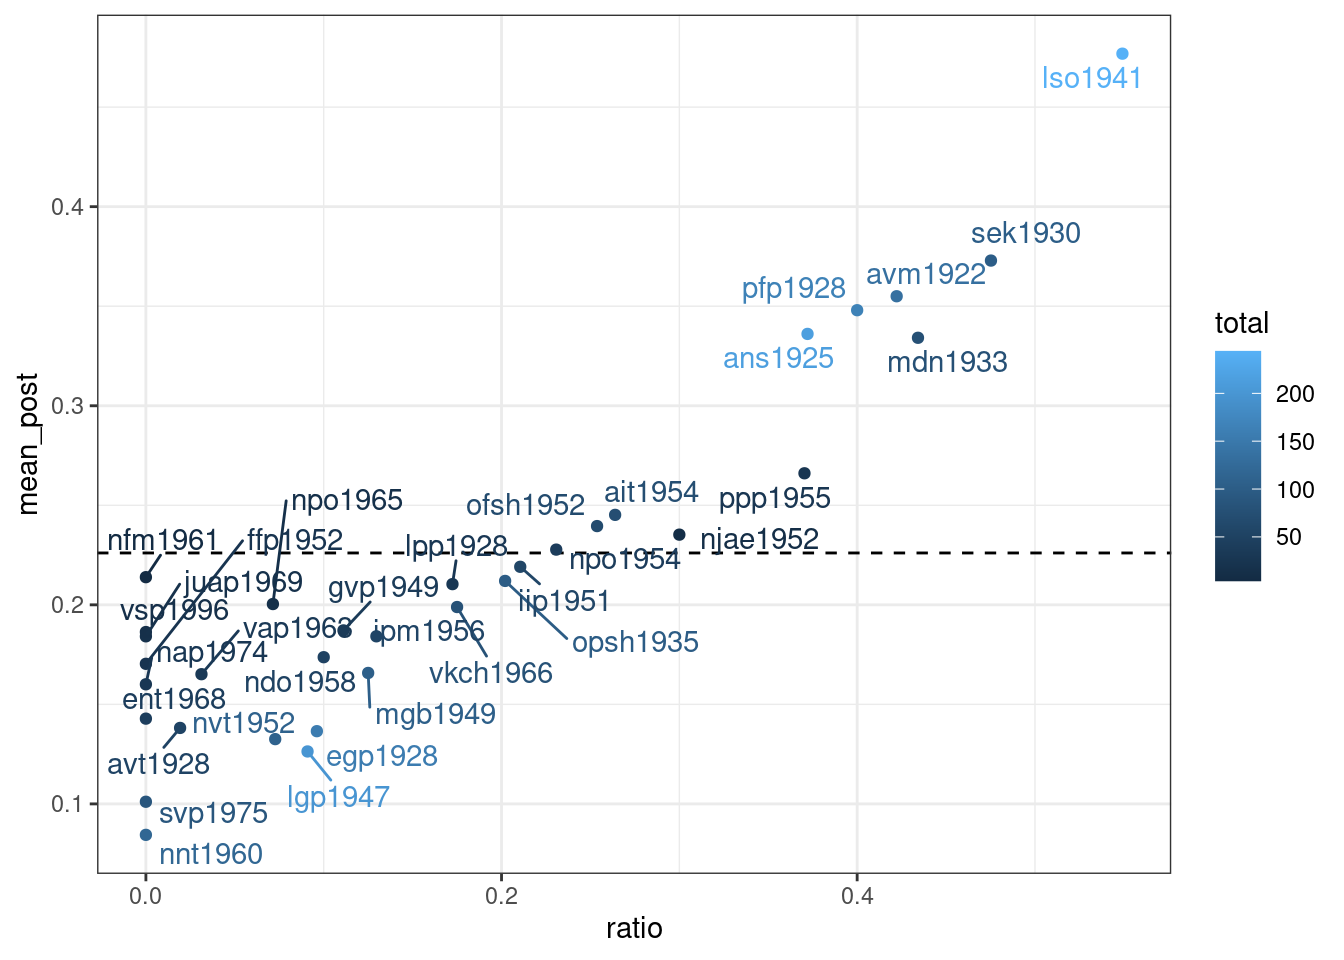 lso1941
sek1930
avm1922
pfp1928
ans1925
mdn1933
ppp1955
ait1954
ofsh1952
npo1965
nfm1961
ffp1952
lpp1928
njae1952
npo1954
juap1969
gvp1949
iip1951
vsp1996
vap1962
ipm1956
opsh1935
nap1974
ndo1958
vkch1966
ent1968
mgb1949
nvt1952
egp1928
avt1928
lgp1947
svp1975
nnt1960
0.4
0.3
0.2
0.1
mean_post
0.0
0.2
0.4
ratio
total
200
150
100
50